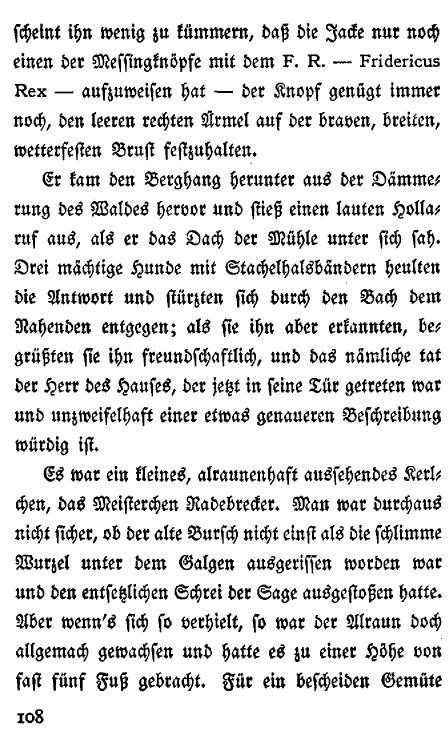 scheint ihn wenig zu kümmern, daß die Jacke nur noch
einen der Messingknöpfe mit dem F. R. — Fridericus
Rex — aufzuweisen hat — der Knopf genügt immer
noch, den leeren rechten Ärmel auf der braven, breiten,
wetterfesten Brust festzuhalten.
Er kam den Berghang herunter aus der Dämme-
rung des Waldes hervor und stieß einen lauten Holla-
ruf aus, als er das Dach der Mühle unter sich sah.
Drei mächtige Hunde mit Stachelhalsbändern heulten
die Antwort und stürzten sich durch den Bach dem
Nahenden entgegen; als sie ihn aber erkannten, be-
grüßten sie ihn freundschaftlich, und das nämliche tat
der Herr des Hauses, der jetzt in seine Tür getreten war
und unzweifelhaft einer etwas genaueren Beschreibung
würdig ist.
Es war ein kleines, alraunenhaft aussehendes Kerl-
chen, das Meisterchen Radebrecker. Man war durchaus
nicht sicher, ob der alte Bursch nicht einst als die schlimme
Wurzel unter dem Galgen ausgerissen worden war
und den entsetzlichen Schrei der Sage ausgestoßen hatte.
Aber wenn's sich so verhielt, so war der Alraun doch
allgemach gewachsen und hatte es zu einer Höhe von
fast fünf Fuß gebracht. Für ein bescheiden Gemüte
108